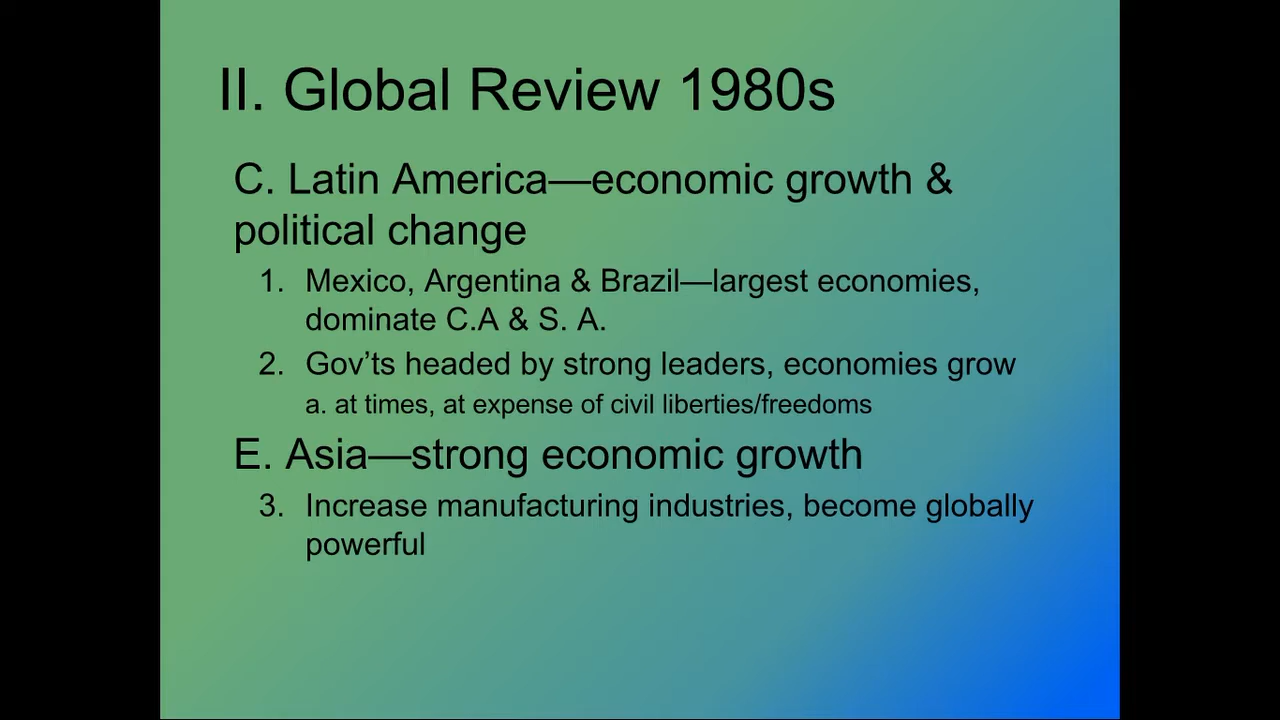 II. Global Review 1980s
C. Latin America—economic growth &
political change
1. Mexico, Argentina & Brazil—largest economies,
dominate C.A & S. A.
2. Gov’ts headed by strong leaders, economies grow
a. at times, at expense of civil liberties/freedoms
E. Asia—strong economic growth
3. Increase manufacturing industries, become globally
powerful